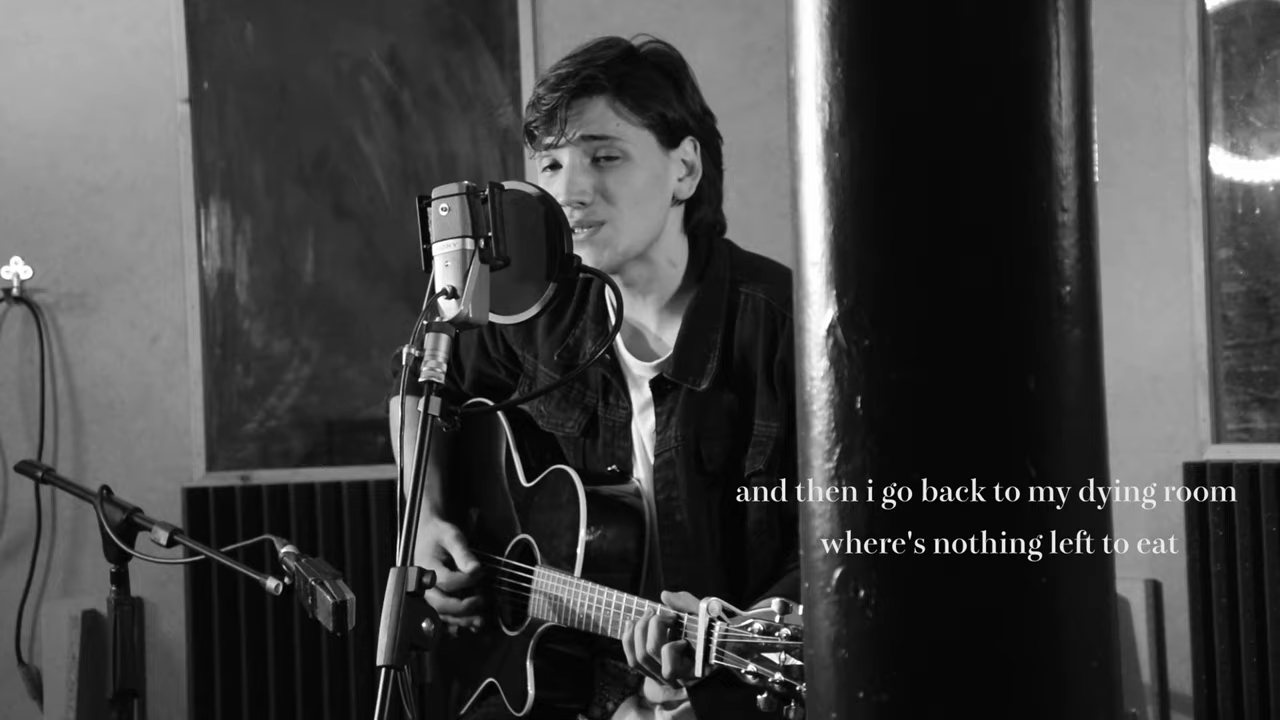 and then i go back to my dying room
where's nothing left to eat